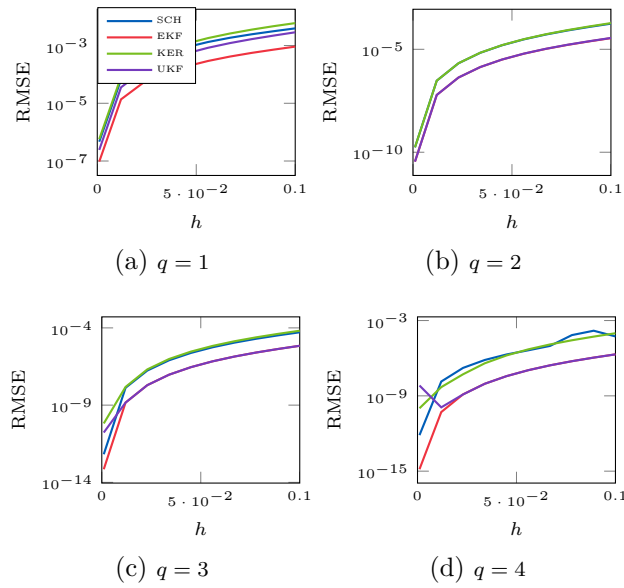 SCH
EKF
KER
UKF
10^{-3}
10^{-5}
10^{-7}
RMSE
0
5 · 10^{-2}
0.1
h
(a) q = 1
10^{-5}
10^{-10}
RMSE
0
5 · 10^{-2}
0.1
h
(b) q = 2
10^{-4}
10^{-9}
10^{-14}
RMSE
0
5 · 10^{-2}
0.1
h
(c) q = 3
10^{-3}
10^{-9}
10^{-15}
RMSE
0
5 · 10^{-2}
0.1
h
(d) q = 4